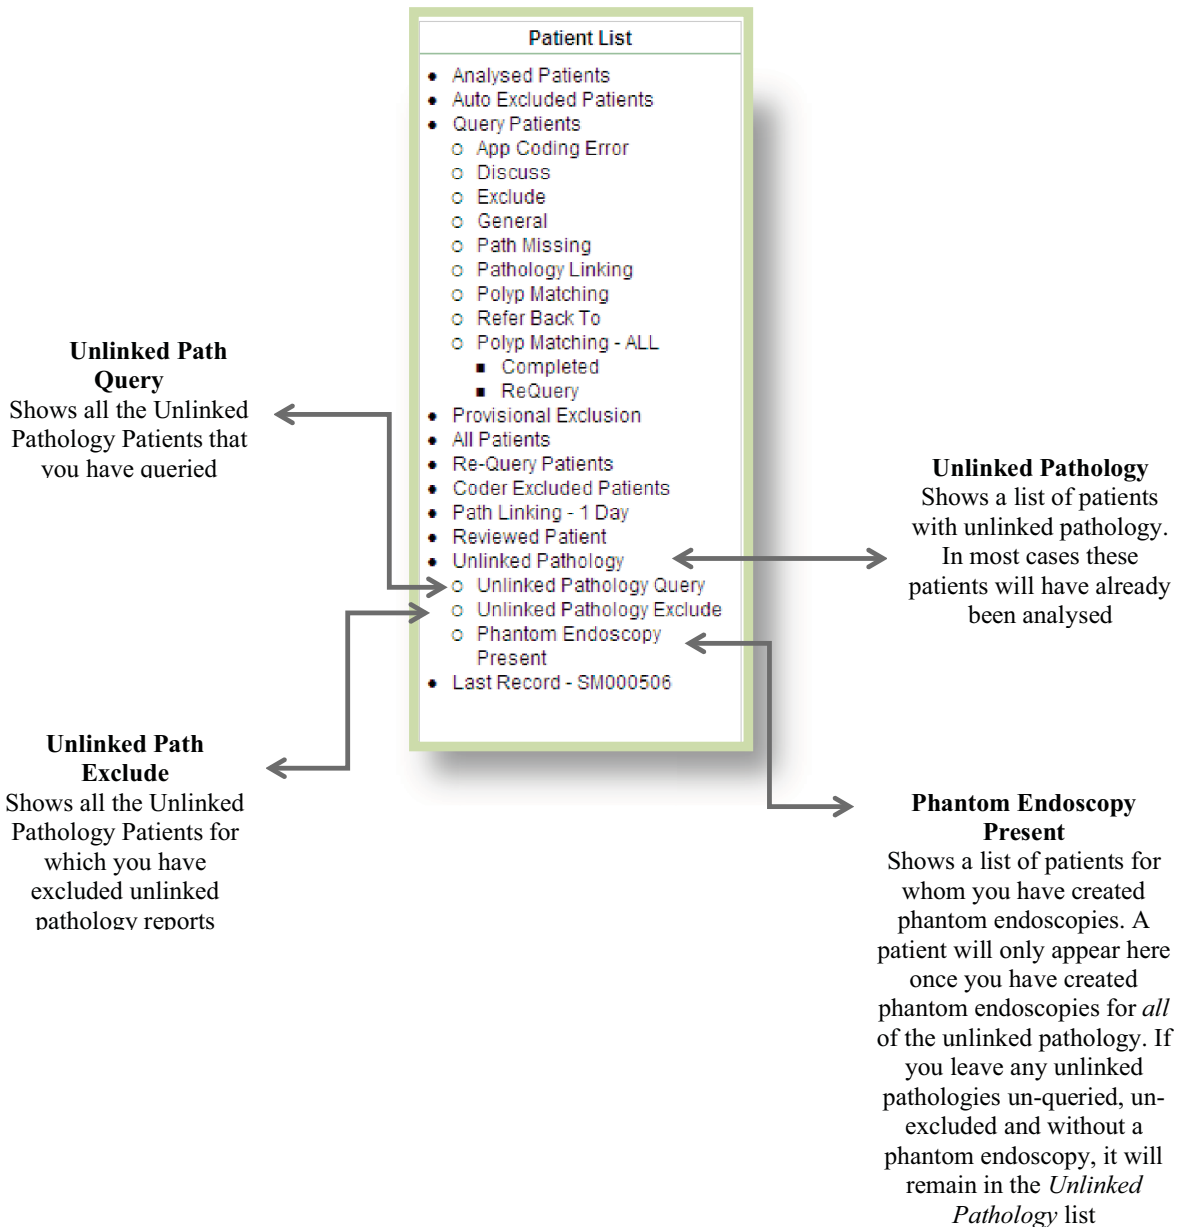 Patient List
Analysed Patients
Auto Excluded Patients
Query Patients
App Coding Error
Discuss
Exclude
General
Path Missing
Pathology Linking
Polyp Matching
Refer Back To
Polyp Matching - ALL
Completed
ReQuery
Provisional Exclusion
All Patients
Re-Query Patients
Coder Excluded Patients
Path Linking - 1 Day
Reviewed Patient
Unlinked Pathology
Unlinked Pathology Query
Unlinked Pathology Exclude
Phantom Endoscopy
Present
Last Record - SM000506
Unlinked Path
Query
Shows all the Unlinked
Pathology Patients that
you have queried
Unlinked Path
Exclude
Shows all the Unlinked
Pathology Patients for
which you have
excluded unlinked
pathology reports
Unlinked Pathology
Shows a list of patients
with unlinked pathology.
In most cases these
patients will have already
been analysed
Phantom Endoscopy
Present
Shows a list of patients for
whom you have created
phantom endoscopies. A
patient will only appear here
once you have created
phantom endoscopies for all
of the unlinked pathology. If
you leave any unlinked
pathologies un-queried, un-
excluded and without a
phantom endoscopy, it will
remain in the Unlinked
Pathology list